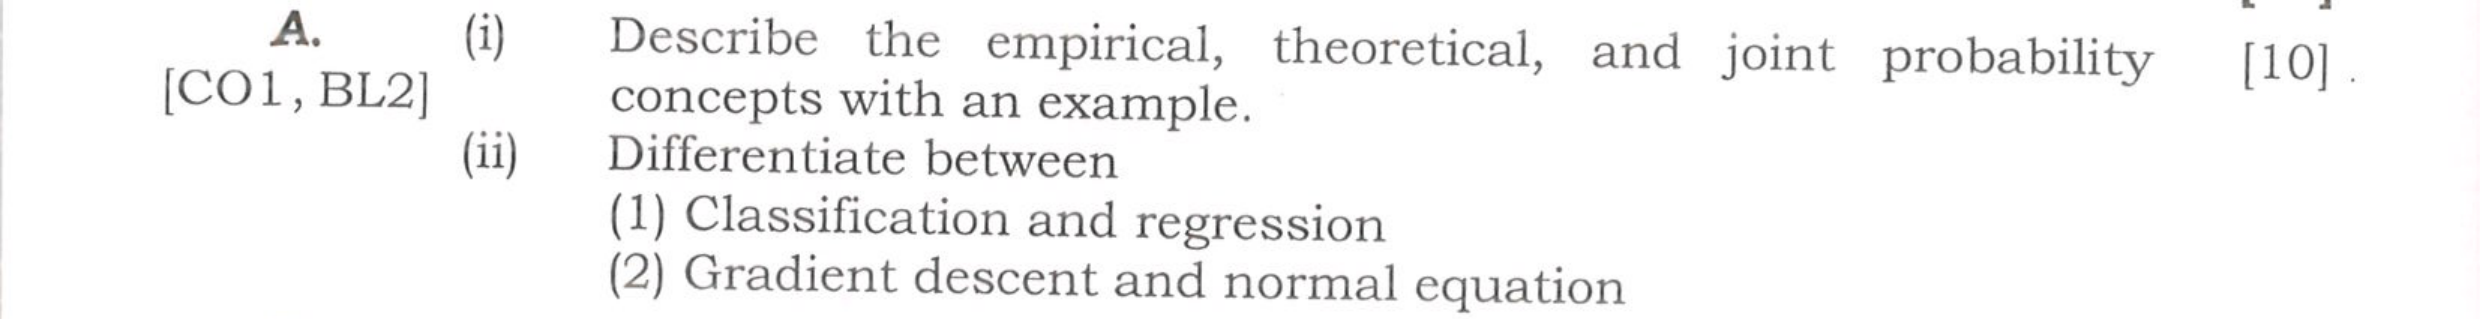 A. (i) Describe the empirical, theoretical, and joint probability [10].
[CO1, BL2] concepts with an example.
(ii) Differentiate between
(1) Classification and regression
(2) Gradient descent and normal equation